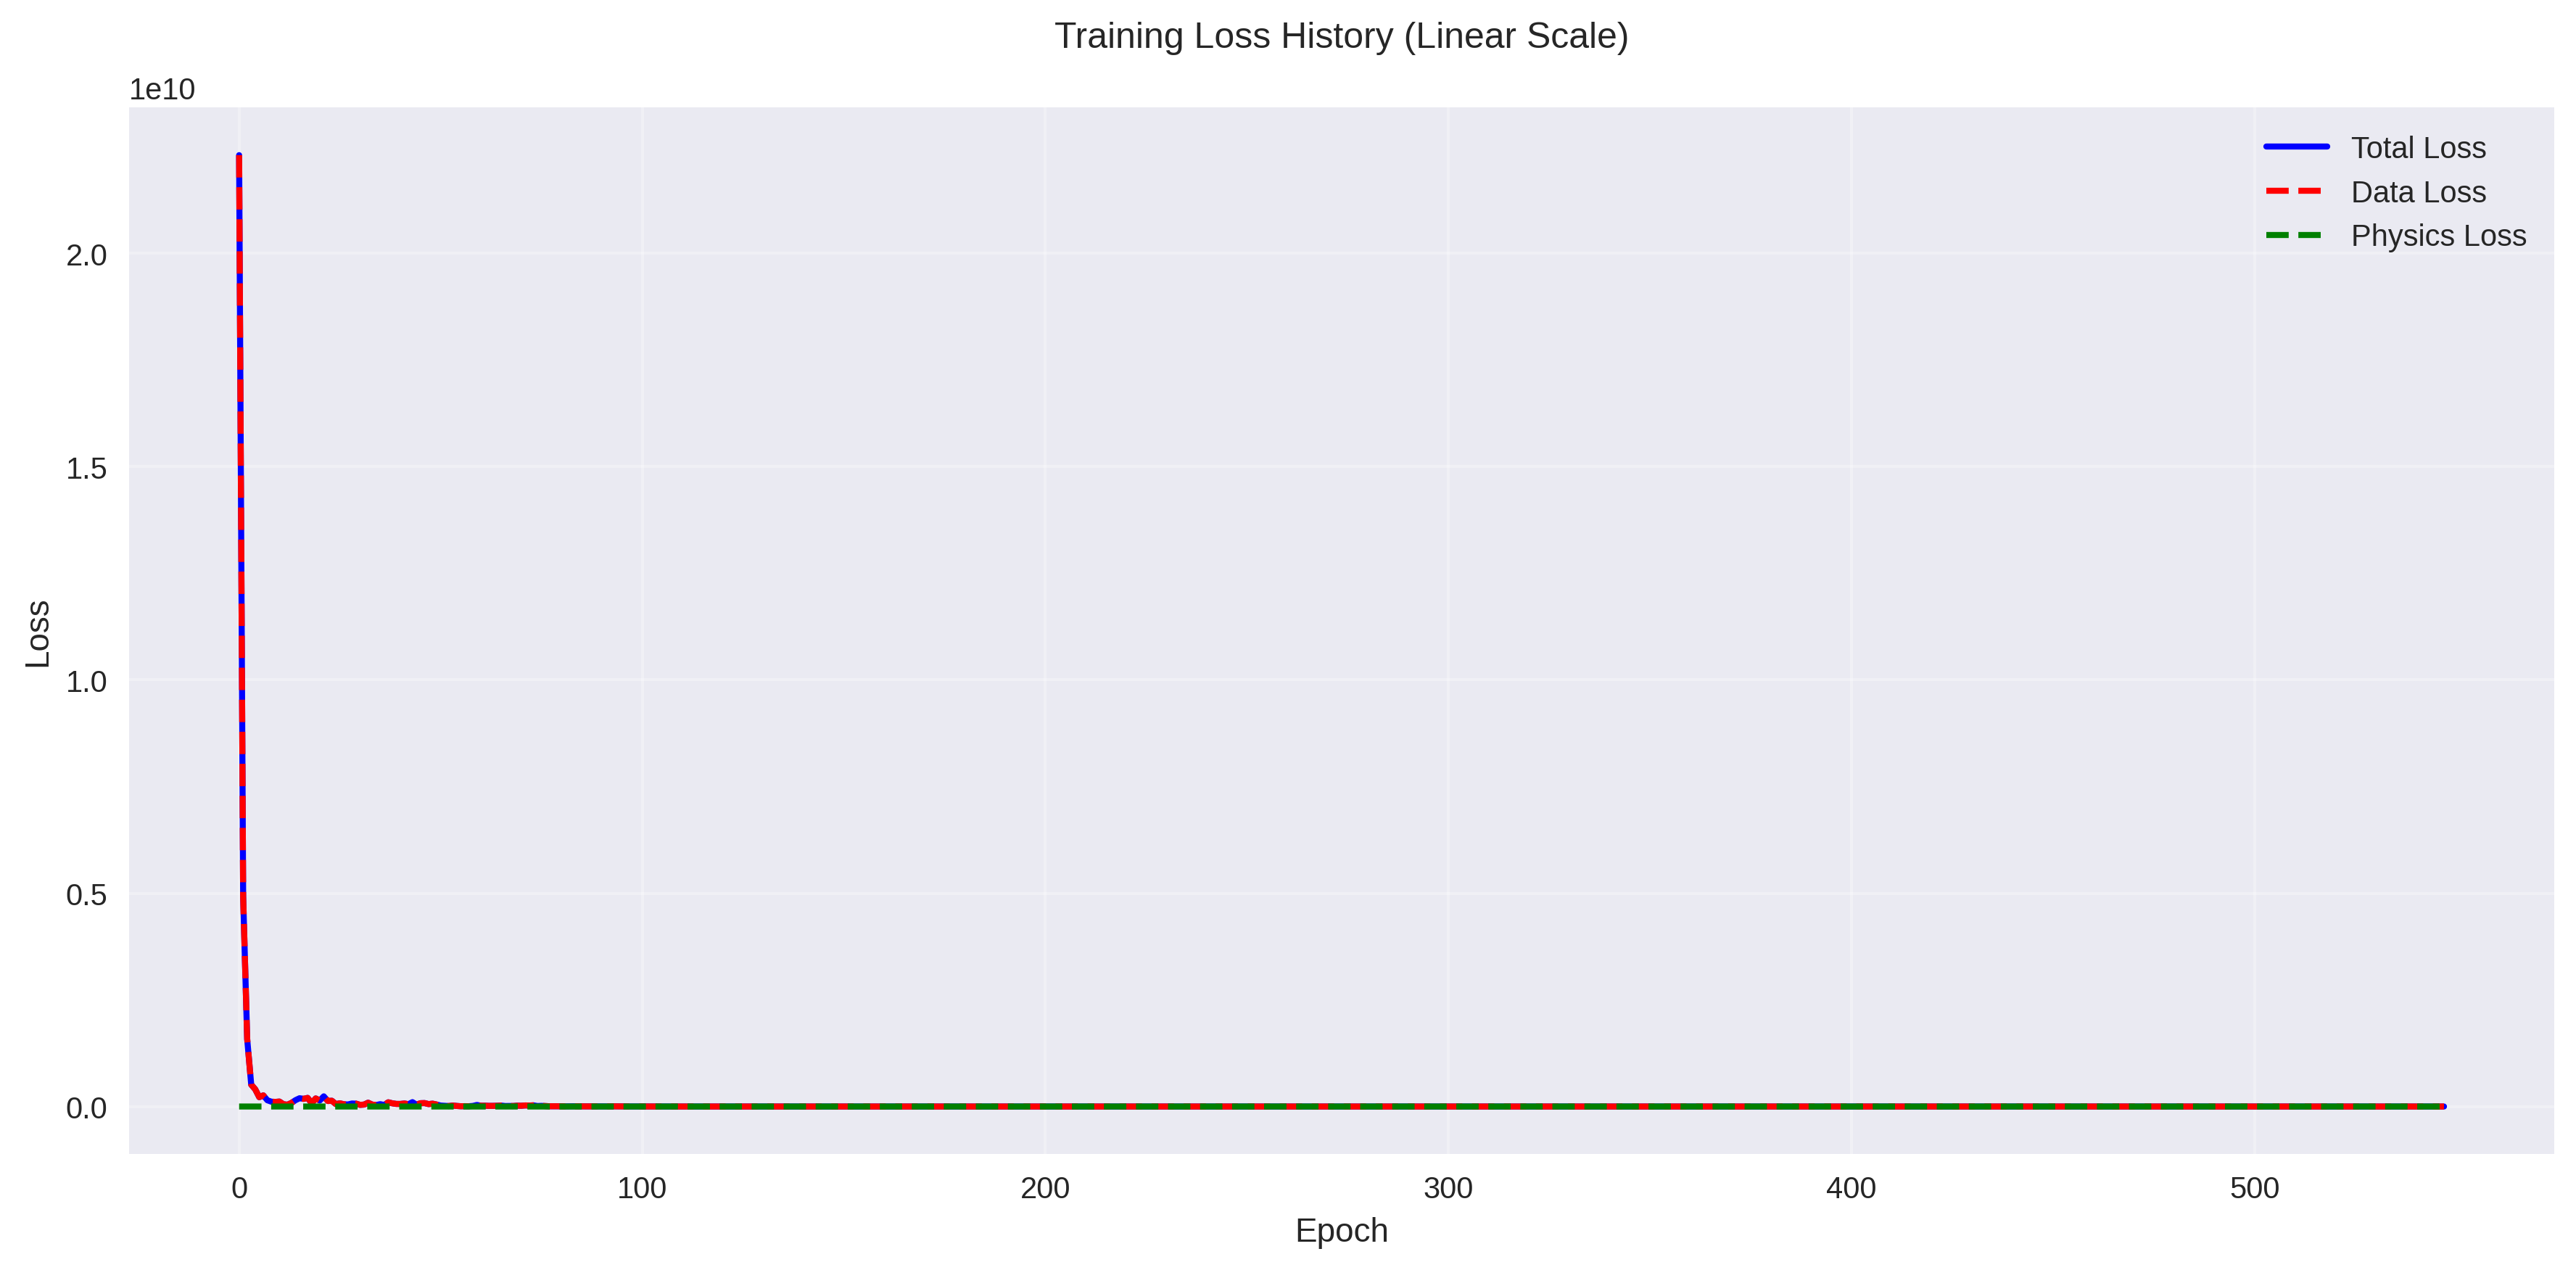 Training Loss History (Linear Scale)
1e10
Total Loss
Data Loss
Physics Loss
2.0
1.5
1.0
0.5
0.0
Loss
0 100 200 300 400 500
Epoch